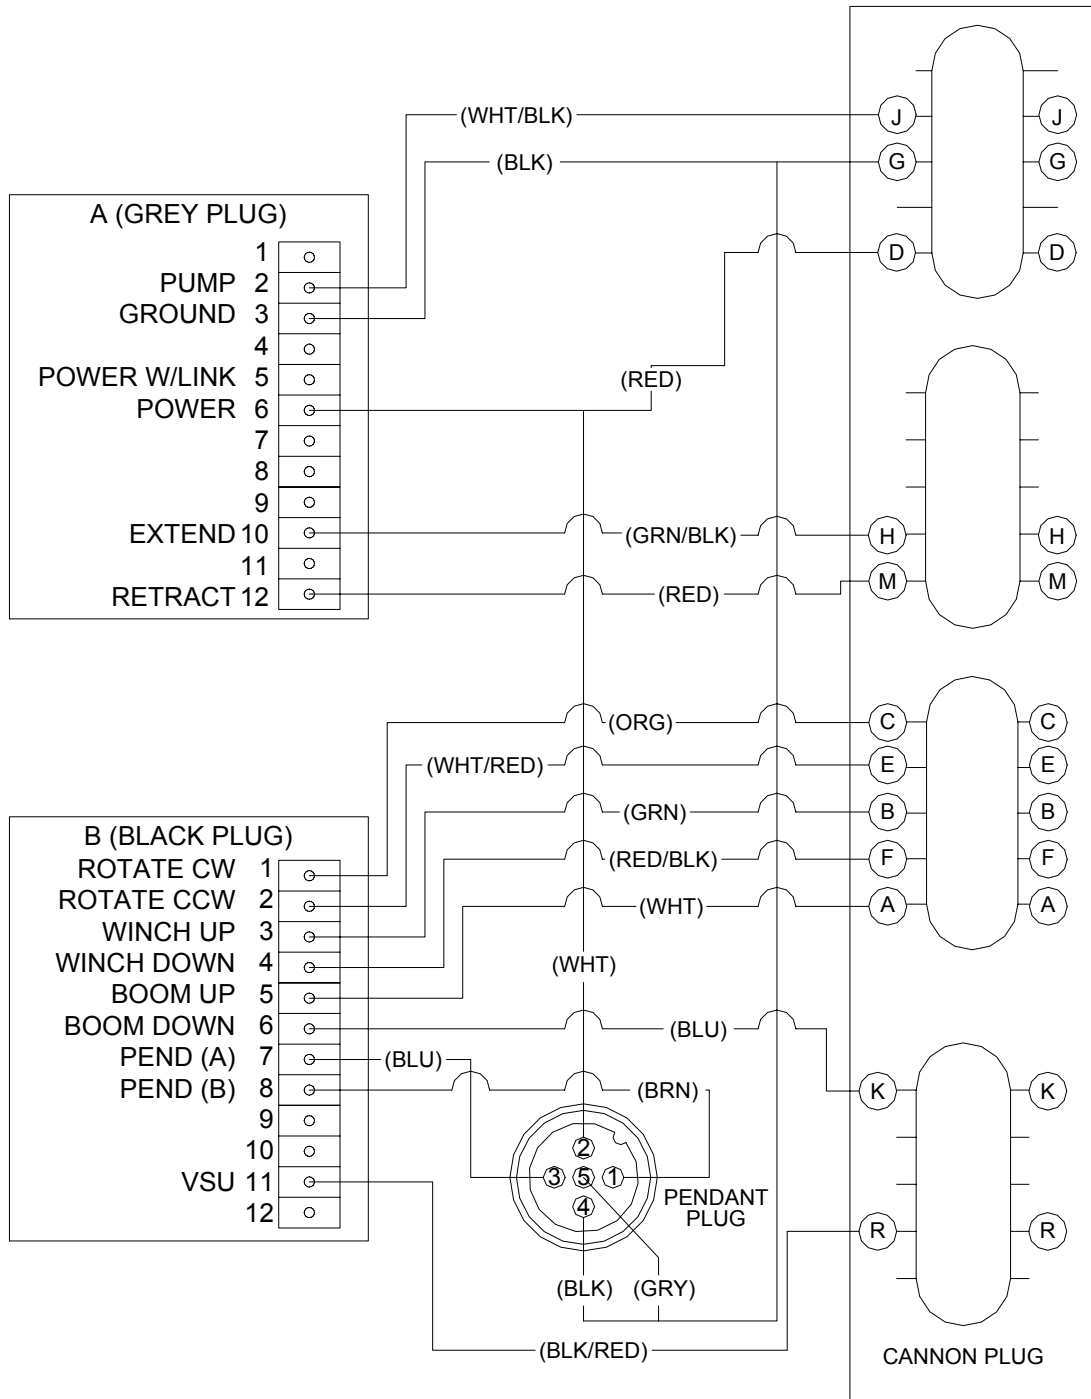 (WHT/BLK)
J
J
(BLK)
G
G
A (GREY PLUG)
1
PUMP 2
GROUND 3
4
POWER W/LINK 5
POWER 6
7
8
9
EXTEND 10
11
RETRACT 12
D
D
(RED)
(GRN/BLK)
H
H
(RED)
M
M
(ORG)
C
C
(WHT/RED)
E
E
(GRN)
B
B
(RED/BLK)
F
F
(WHT)
A
A
B (BLACK PLUG)
ROTATE CW 1
ROTATE CCW 2
WINCH UP 3
WINCH DOWN 4
BOOM UP 5
BOOM DOWN 6
PEND (A) 7
PEND (B) 8
9
10
VSU 11
12
(WHT)
(BLU)
(BLU)
(BRN)
K
K
2
3 5 1
4
PENDANT
PLUG
R
R
(BLK)
(GRY)
(BLK/RED)
CANNON PLUG